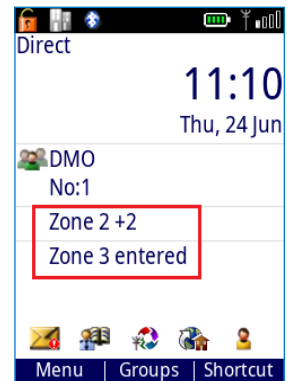 Direct
11:10
Thu, 24 Jun
DMO
No:1
Zone 2 +2
Zone 3 entered
Menu | Groups | Shortcut